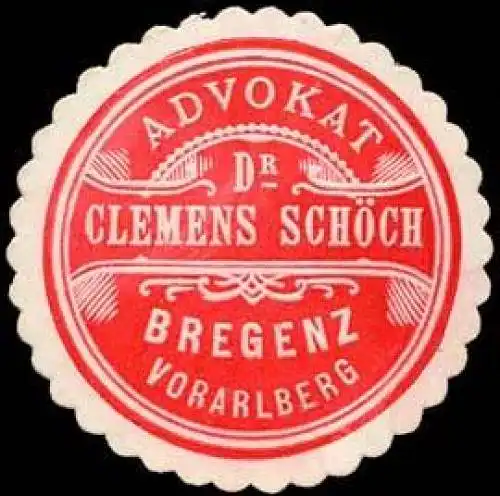 ADVOKAT
DR
CLEMENS SCHÖCH
BREGENZ
VORARLBERG